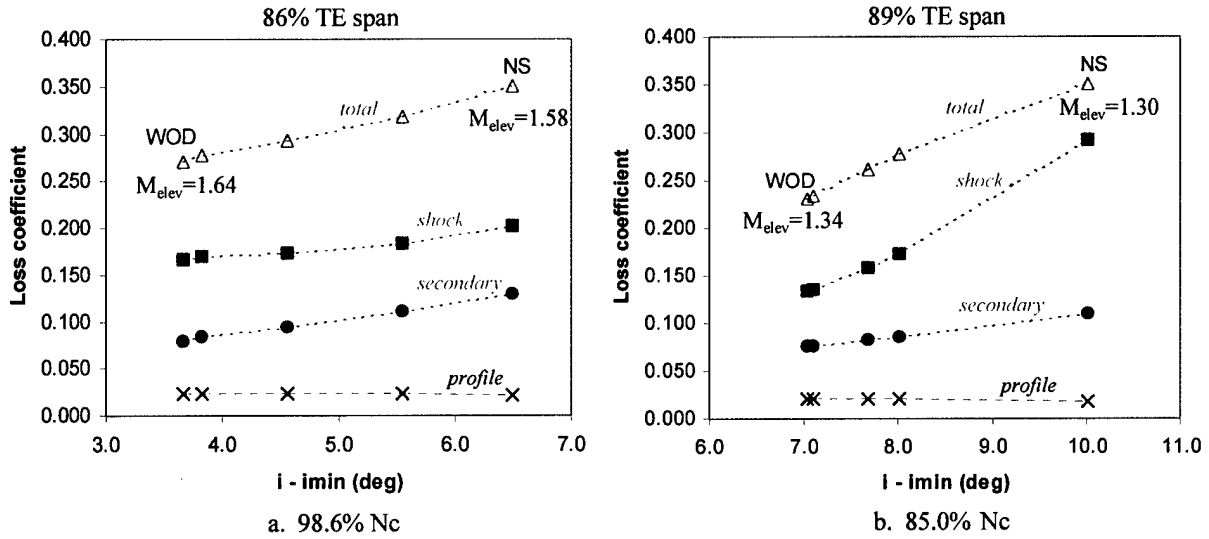 86% TE span
0.400
0.350
0.300
0.250
0.200
0.150
0.100
0.050
0.000
Loss coefficient
WOD
M_elev=1.64
total
NS
M_elev=1.58
shock
secondary
profile
3.0 4.0 5.0 6.0 7.0
i - imin (deg)
a. 98.6% Nc
89% TE span
0.400
0.350
0.300
0.250
0.200
0.150
0.100
0.050
0.000
Loss coefficient
WOD
M_elev=1.34
total
NS
M_elev=1.30
shock
secondary
profile
6.0 7.0 8.0 9.0 10.0 11.0
i - imin (deg)
b. 85.0% Nc